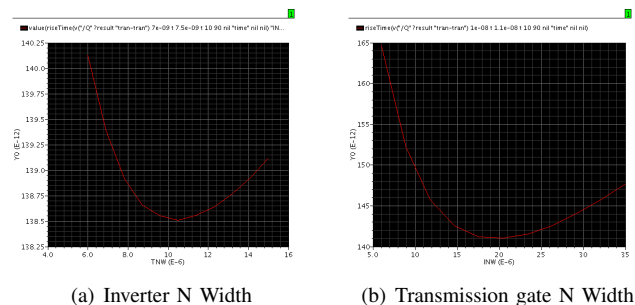 1
value(riseTime(v("/Q" ?result "tran-tran") 7e-09 t 7.5e-09 t 10 90 nil "time" nil nil) "IN...
140.25
140.0
139.75
139.5
139.25
139.0
138.75
138.5
138.25
Y0 (E-12)
4.0 6.0 8.0 10 12 14 16
TNW (E-6)
(a) Inverter N Width
1
riseTime(v("/Q" ?result "tran-tran") 1e-08 t 1.1e-08 t 10 90 nil "time" nil nil)
165
160
155
150
145
140
Y0 (E-12)
5.0 10 15 20 25 30 35
INW (E-6)
(b) Transmission gate N Width